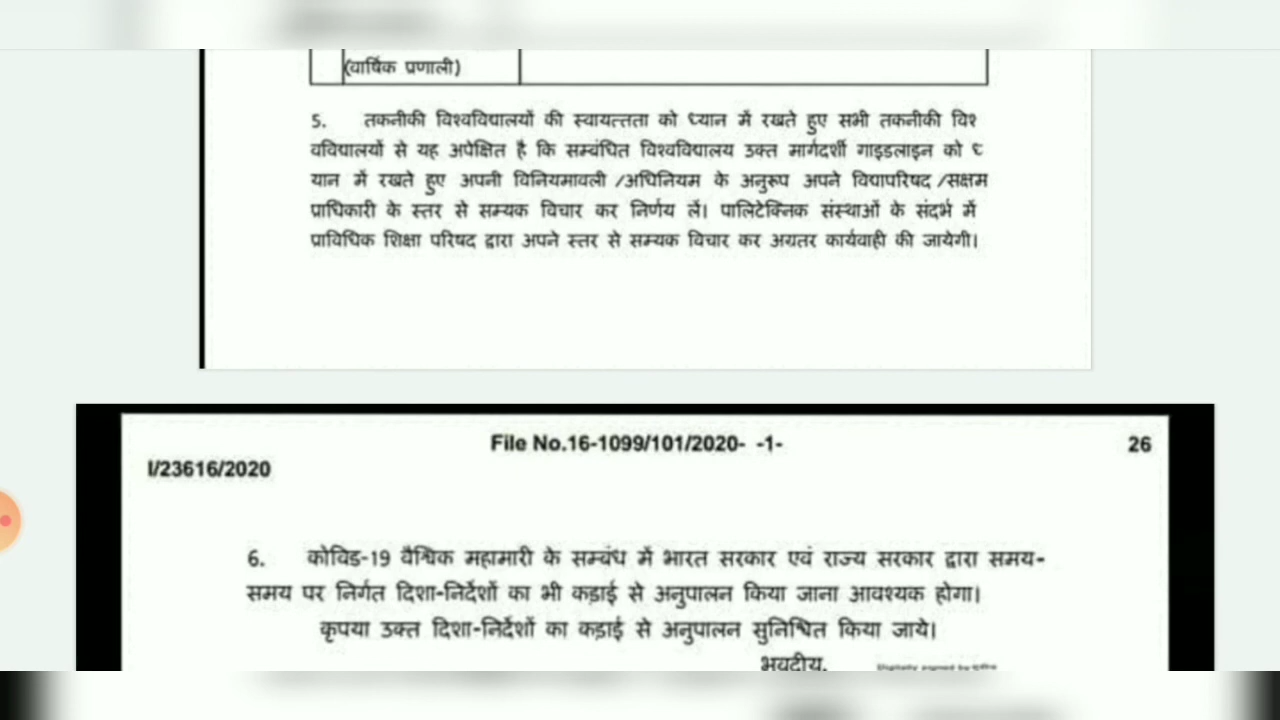 (वार्षिक प्रणाली)
5. तकनीकी विश्वविद्यालयों की स्वायत्तता को ध्यान में रखते हुए सभी तकनीकी विश
वविद्यालयों से यह अपेक्षित है कि सम्बंधित विश्वविद्यालय उक्त मार्गदर्शी गाइडलाइन को ध
यान में रखते हुए अपनी विनियमावली /अधिनियम के अनुरूप अपने विद्यापरिषद /सक्षम
प्राधिकारी के स्तर से सम्यक विचार कर निर्णय लें। पालिटेक्निक संस्थाओं के संदर्भ में
प्राविधिक शिक्षा परिषद द्वारा अपने स्तर से सम्यक विचार कर अग्रतर कार्यवाही की जायेगी।
File No.16-1099/101/2020- -1-
26
I/23616/2020
6. कोविड-19 वैश्विक महामारी के सम्बंध में भारत सरकार एवं राज्य सरकार द्वारा समय-
समय पर निर्गत दिशा-निर्देशों का भी कड़ाई से अनुपालन किया जाना आवश्यक होगा।
कृपया उक्त दिशा-निर्देशों का कड़ाई से अनुपालन सुनिश्चित किया जाये।
भवदीय,
Digitally signed by